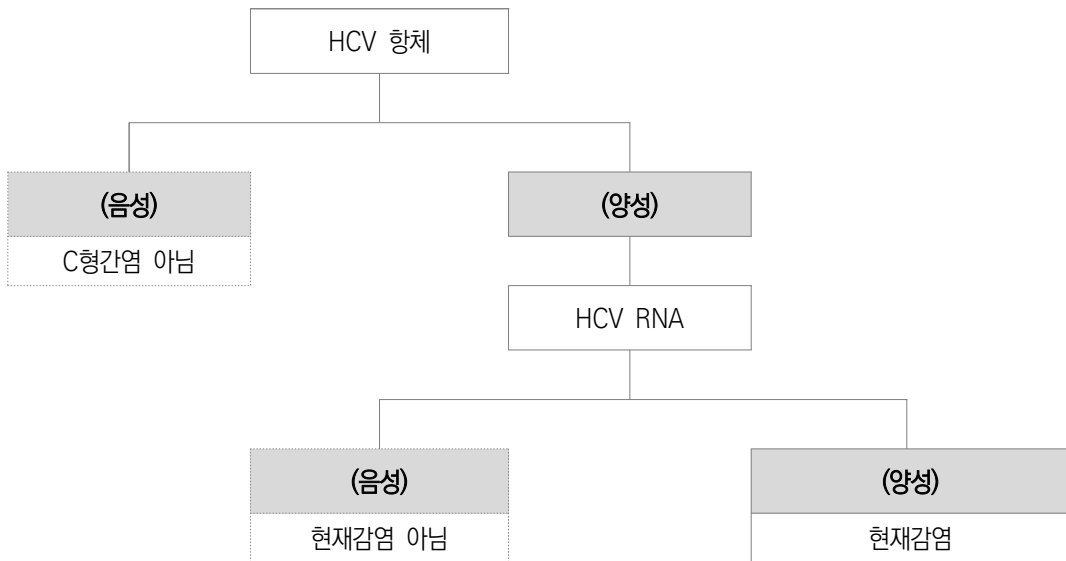 HCV 항체
(음성)
(양성)
C형간염 아님
HCV RNA
(음성)
(양성)
현재감염 아님
현재감염